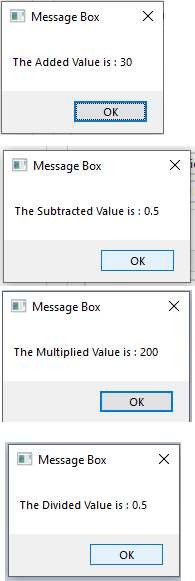 Message Box
The Added Value is : 30
OK
Message Box
The Subtracted Value is : 0.5
OK
Message Box
The Multiplied Value is : 200
OK
Message Box
The Divided Value is : 0.5
OK